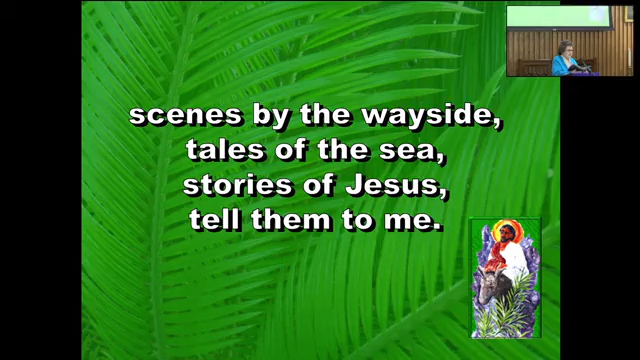 scenes by the wayside,
tales of the sea,
stories of Jesus,
tell them to me.